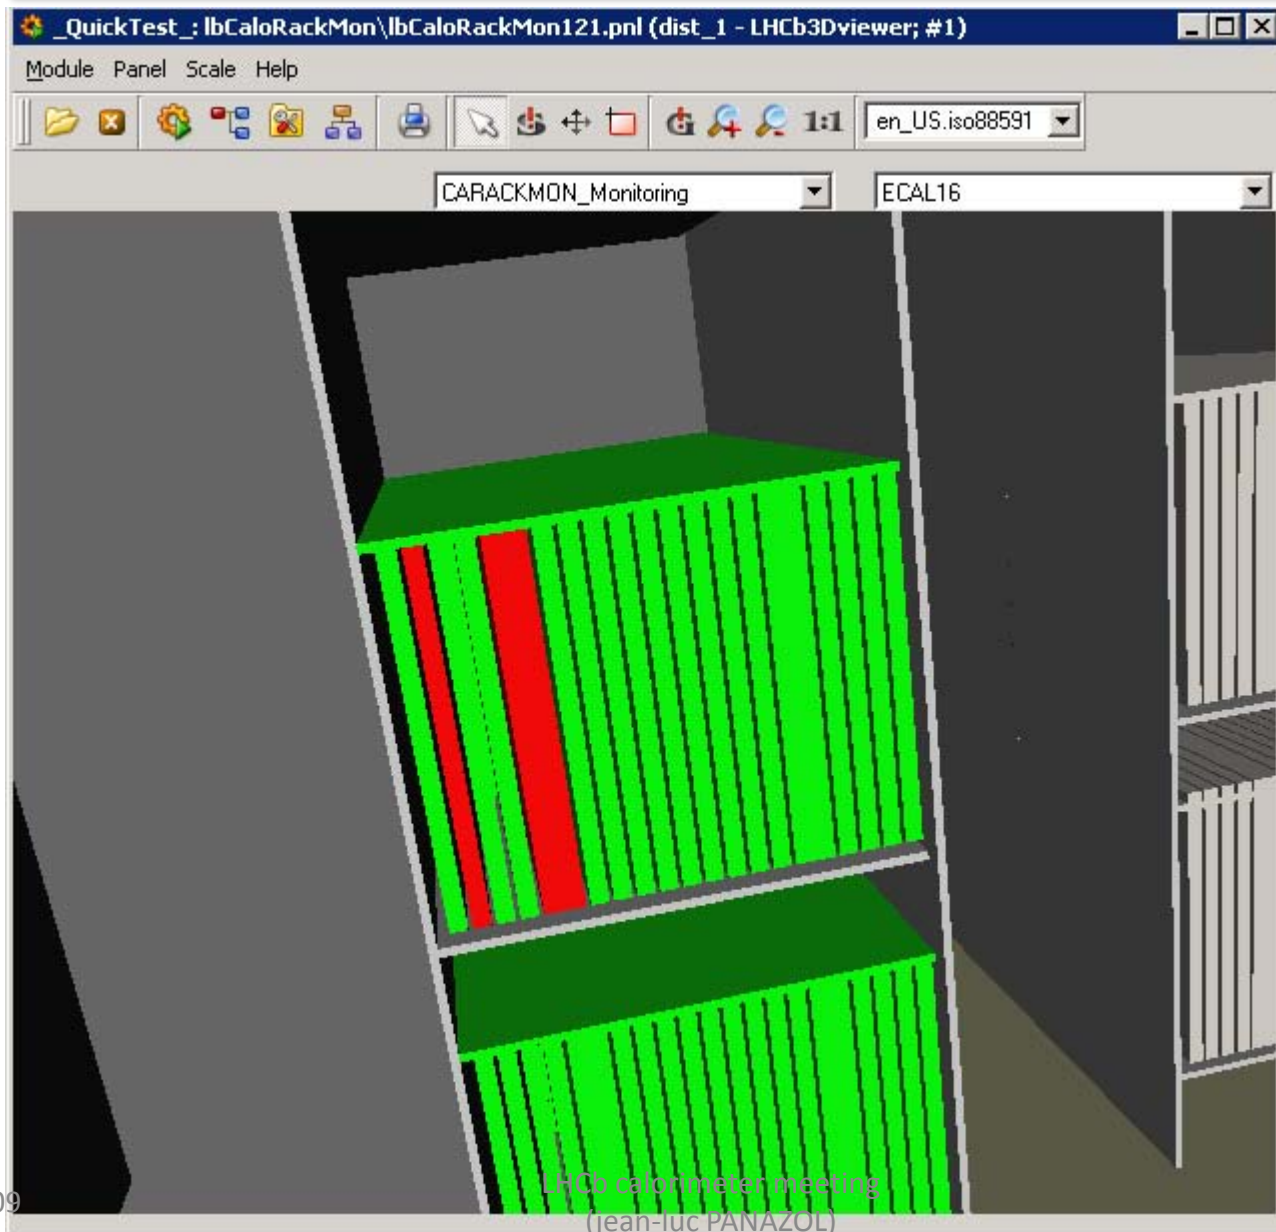 _QuickTest_: lbCaloRackMon\lbCaloRackMon121.pnl (dist_1 - LHCb3Dviewer; #1)
Module Panel Scale Help
1:1 en_US.iso88591
CARACKMON_Monitoring ECAL16
09 LHCb calorimeter meeting
(jean-luc PANAZOL)